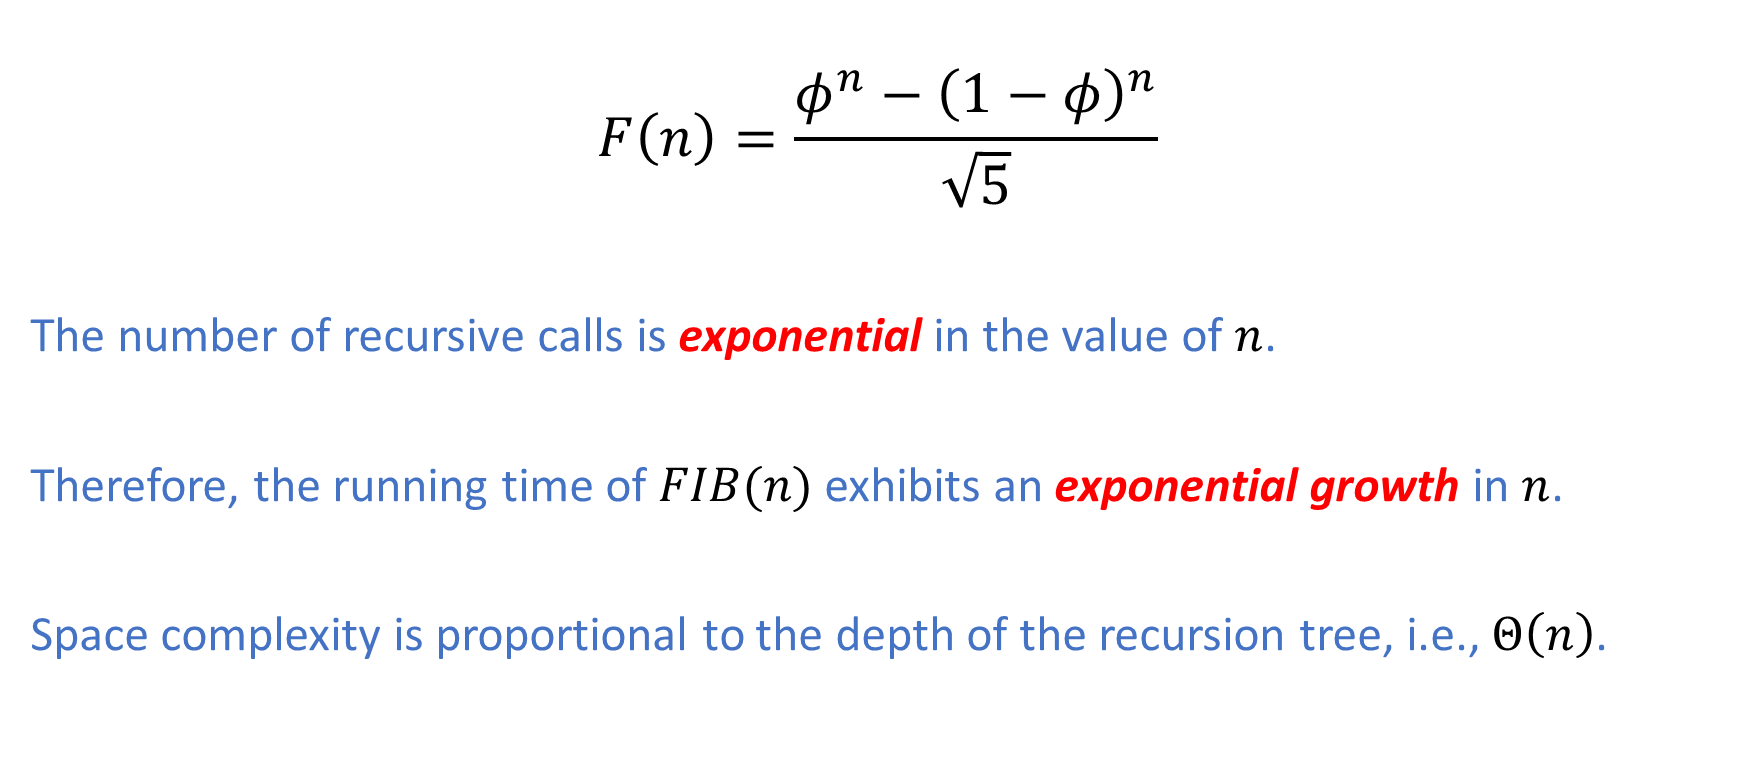 F(n) = (ϕⁿ − (1 − ϕ)ⁿ) / √5
The number of recursive calls is exponential in the value of n.
Therefore, the running time of FIB(n) exhibits an exponential growth in n.
Space complexity is proportional to the depth of the recursion tree, i.e., Θ(n).